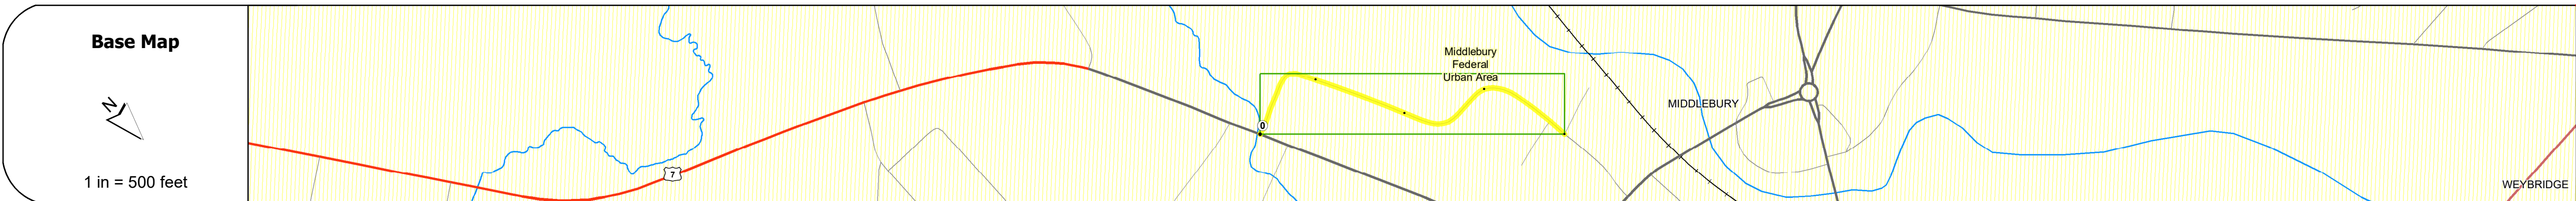 Base Map
N
1 in = 500 feet
7
0
Middlebury
Federal
Urban Area
MIDDLEBURY
WEYBRIDGE